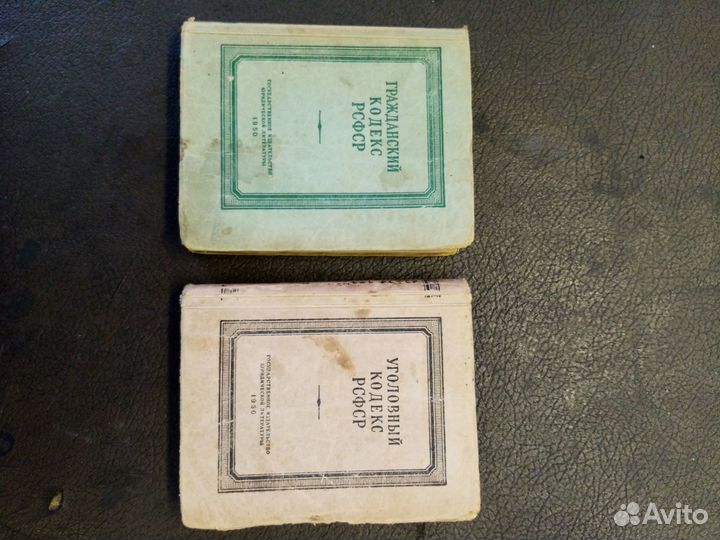 ГРАЖДАНСКИЙ
КОДЕКС
РСФСР
ГОСУДАРСТВЕННОЕ ИЗДАТЕЛЬСТВО
ЮРИДИЧЕСКОЙ ЛИТЕРАТУРЫ
1950
УГОЛОВНЫЙ
КОДЕКС
РСФСР
ГОСУДАРСТВЕННОЕ ИЗДАТЕЛЬСТВО
ЮРИДИЧЕСКОЙ ЛИТЕРАТУРЫ
1950
Avito